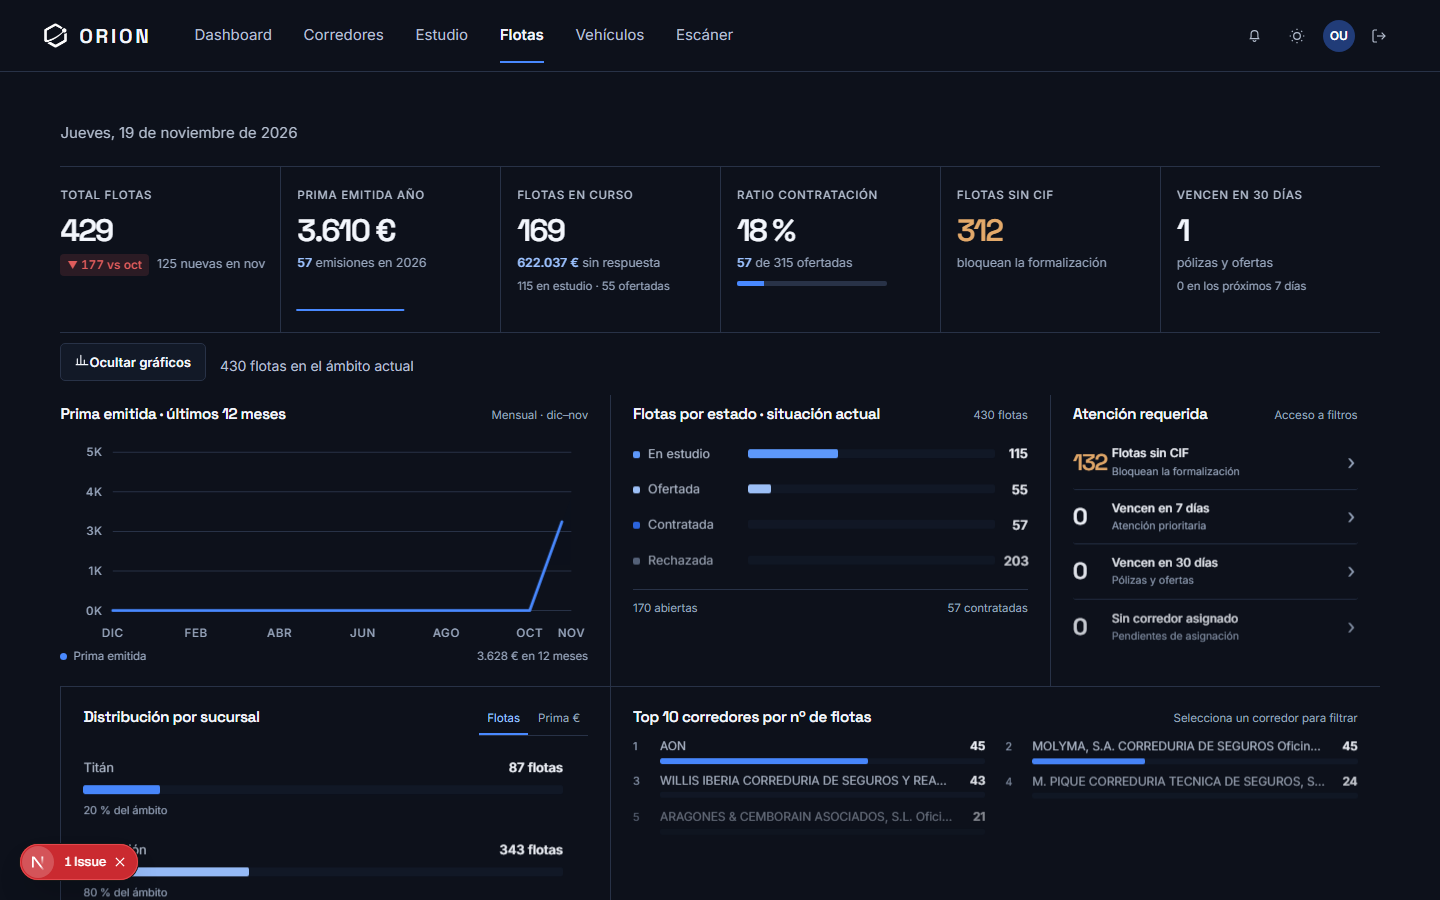 ORION
Dashboard
Corredores
Estudio
Flotas
Vehículos
Escáner
OU
Jueves, 19 de noviembre de 2026
TOTAL FLOTAS
429
▼ 177 vs oct
125 nuevas en nov
PRIMA EMITIDA AÑO
3.610 €
57 emisiones en 2026
FLOTAS EN CURSO
169
622.037 € sin respuesta
115 en estudio · 55 ofertadas
RATIO CONTRATACIÓN
18 %
57 de 315 ofertadas
FLOTAS SIN CIF
312
bloquean la formalización
VENCEN EN 30 DÍAS
1
pólizas y ofertas
0 en los próximos 7 días
Ocultar gráficos
430 flotas en el ámbito actual
Prima emitida · últimos 12 meses
Mensual · dic–nov
5K
4K
3K
1K
0K
DIC
FEB
ABR
JUN
AGO
OCT
NOV
Prima emitida
3.628 € en 12 meses
Flotas por estado · situación actual
430 flotas
En estudio
115
Ofertada
55
Contratada
57
Rechazada
203
170 abiertas
57 contratadas
Atención requerida
Acceso a filtros
132
Flotas sin CIF
Bloquean la formalización
0
Vencen en 7 días
Atención prioritaria
0
Vencen en 30 días
Pólizas y ofertas
0
Sin corredor asignado
Pendientes de asignación
Distribución por sucursal
Flotas
Prima €
Titán
87 flotas
20 % del ámbito
ón
343 flotas
80 % del ámbito
N
1 Issue
Top 10 corredores por nº de flotas
Selecciona un corredor para filtrar
1
AON
45
2
MOLYMA, S.A. CORREDURIA DE SEGUROS Oficin...
45
3
WILLIS IBERIA CORREDURIA DE SEGUROS Y REA...
43
4
M. PIQUE CORREDURIA TECNICA DE SEGUROS, S...
24
5
ARAGONES & CEMBORAIN ASOCIADOS, S.L. Ofici...
21